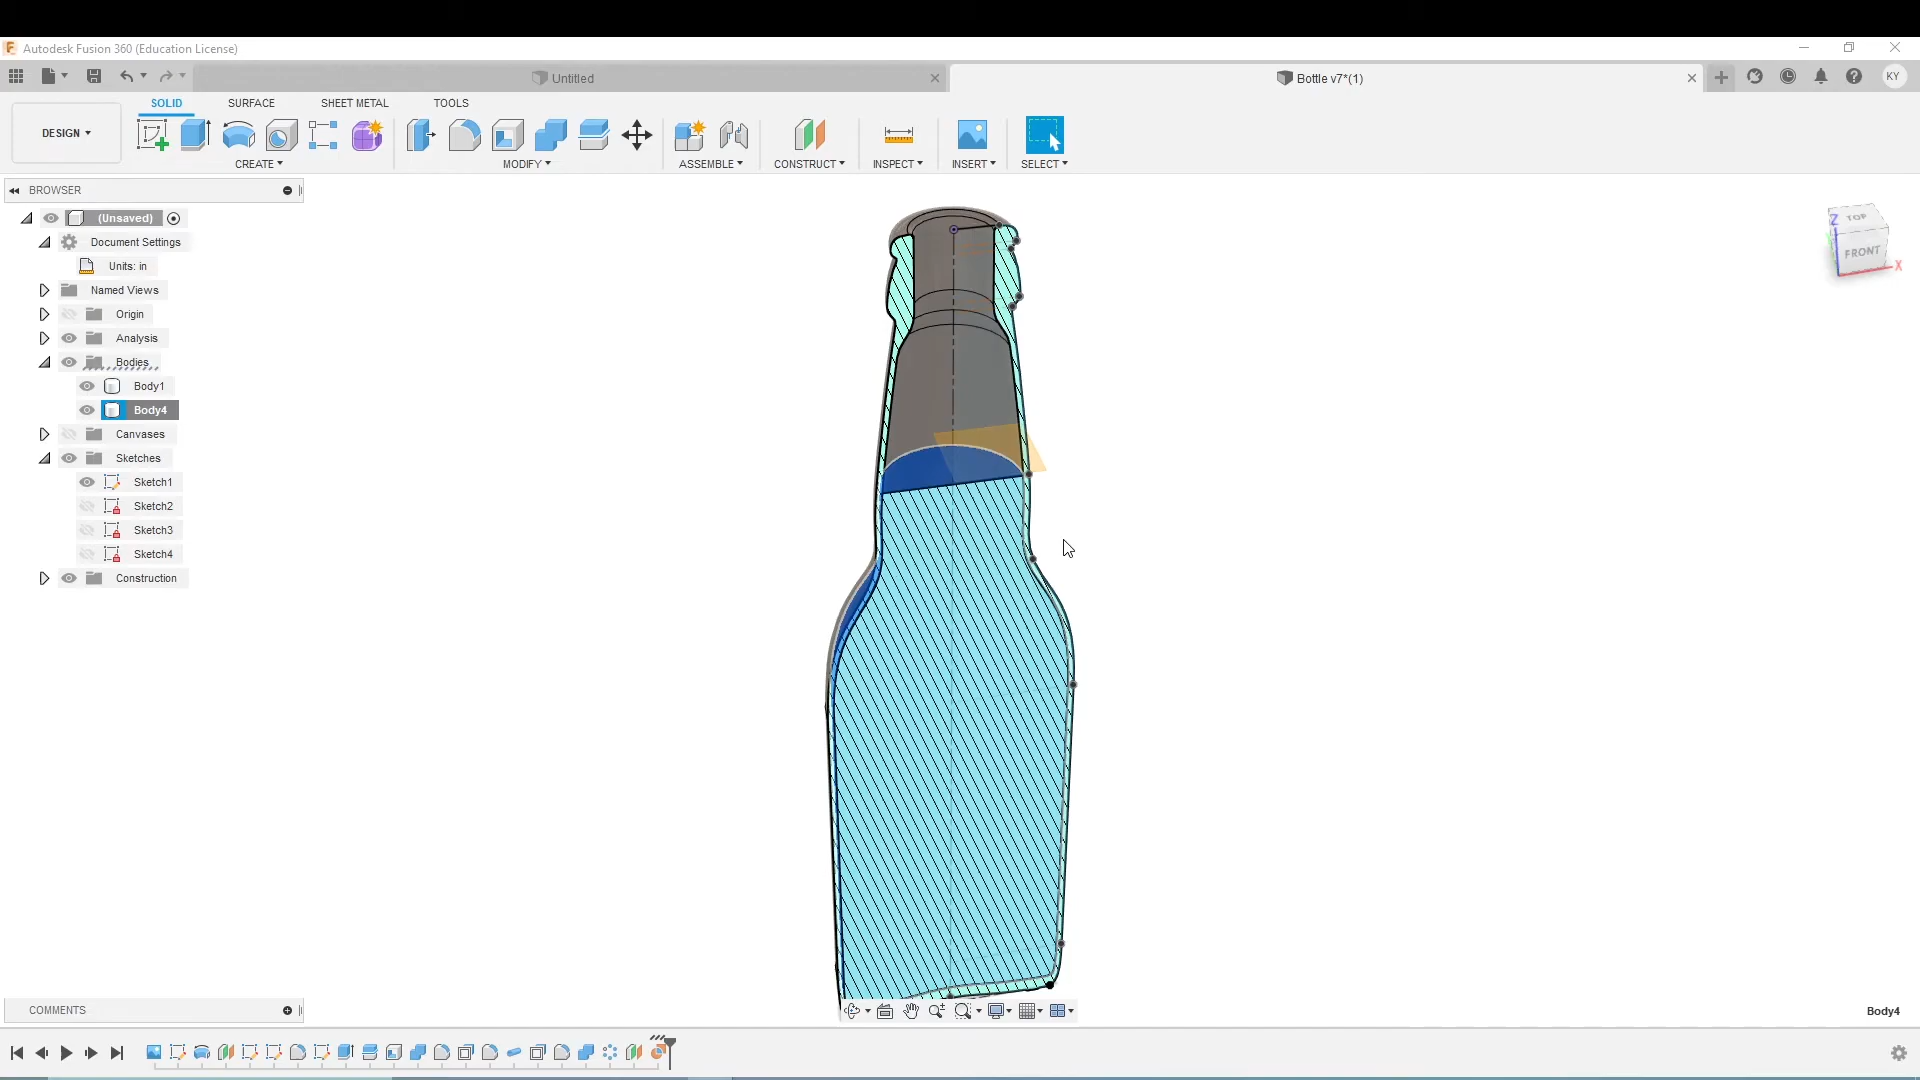 Autodesk Fusion 360 (Education License)
Untitled
Bottle v7*(1)
KY
SOLID SURFACE SHEET METAL TOOLS
DESIGN
CREATE MODIFY ASSEMBLE CONSTRUCT INSPECT INSERT SELECT
BROWSER
(Unsaved)
Document Settings
Units: in
Named Views
Origin
Analysis
Bodies
Body1
Body4
Canvases
Sketches
Sketch1
Sketch2
Sketch3
Sketch4
Construction
TOP
Z
FRONT
X
COMMENTS
Body4